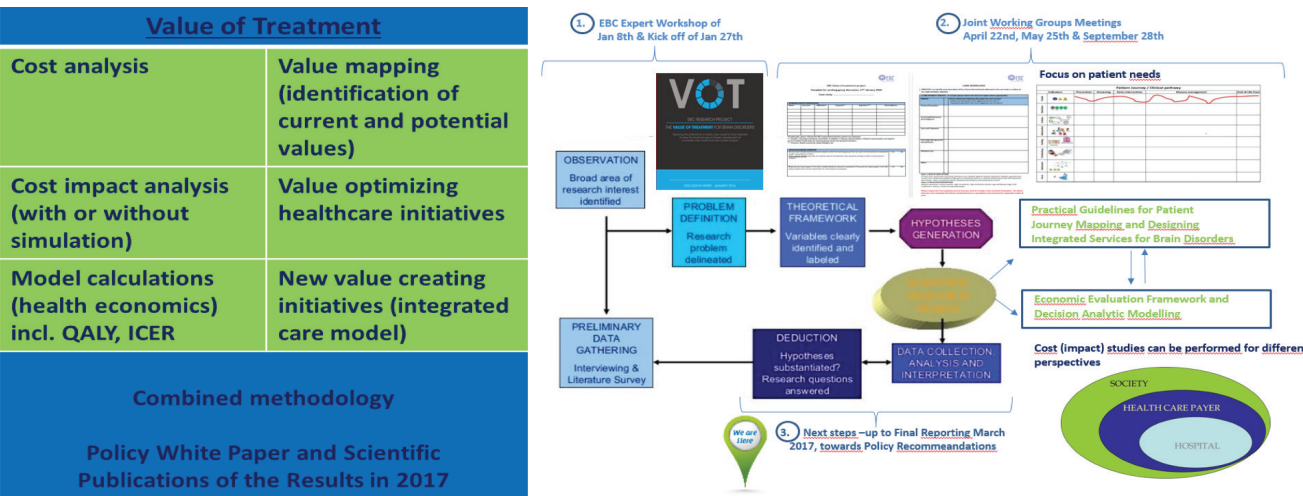 Value of Treatment
Cost analysis
Value mapping
(identification of
current and potential
values)
Cost impact analysis
(with or without
simulation)
Value optimizing
healthcare initiatives
Model calculations
(health economics)
incl. QALY, ICER
New value creating
initiatives (integrated
care model)
Combined methodology
Policy White Paper and Scientific
Publications of the Results in 2017
1. EBC Expert Workshop of
Jan 8th & Kick off of Jan 27th
2. Joint Working Groups Meetings
April 22nd, May 25th & September 28th
VOT
EBC RESEARCH PROJECT
THE VALUE OF TREATMENT FOR BRAIN DISORDERS
Focus on patient needs
Patient Journey / Clinical pathway
OBSERVATION
Broad area of
research interest
identified
PROBLEM
DEFINITION
Research
problem
delineated
THEORETICAL
FRAMEWORK
Variables clearly
identified and
labeled
HYPOTHESES
GENERATION
Practical Guidelines for Patient
Journey Mapping and Designing
Integrated Services for Brain Disorders
Economic Evaluation Framework and
Decision Analytic Modelling
PRELIMINARY
DATA
GATHERING
Interviewing &
Literature Survey
DEDUCTION
Hypotheses
substantiated?
Research questions
answered
DATA COLLECTION,
ANALYSIS AND
INTERPRETATION
Cost (impact) studies can be performed for differen
perspectives
SOCIETY
HEALTH CARE PAYER
HOSPITAL
We are
Here
3. Next steps –up to Final Reporting March
2017, towards Policy Recommeandations